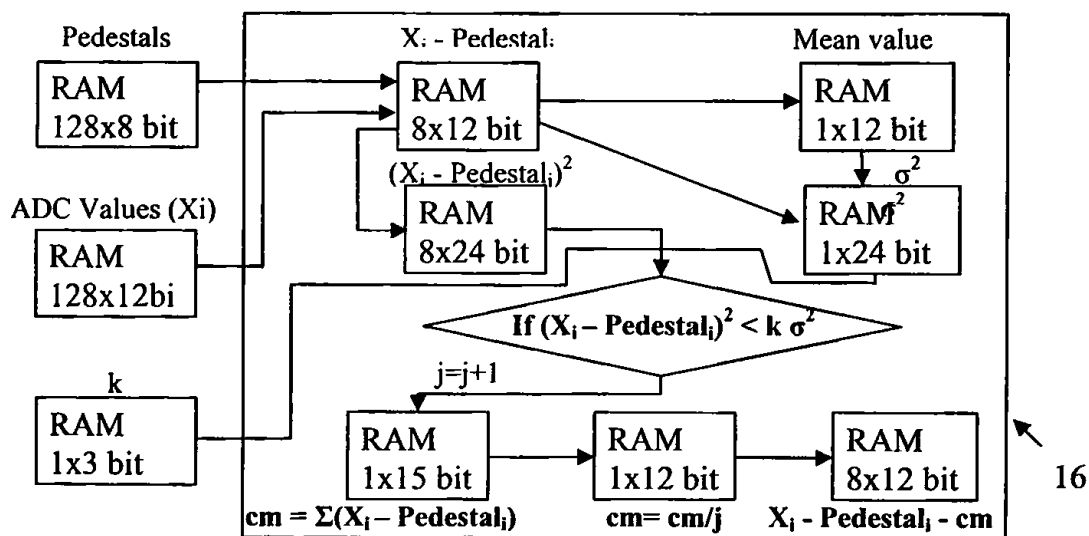 Pedestals
RAM
128x8 bit
ADC Values (Xi)
RAM
128x12bi
k
RAM
1x3 bit
Xᵢ - Pedestalᵢ
RAM
8x12 bit
(Xᵢ - Pedestalᵢ)²
RAM
8x24 bit
Mean value
RAM
1x12 bit
σ²
σ²
RAM
1x24 bit
If (Xᵢ – Pedestalᵢ)² < k σ²
j=j+1
RAM
1x15 bit
cm = Σ(Xᵢ – Pedestalᵢ)
RAM
1x12 bit
cm= cm/j
RAM
8x12 bit
Xᵢ - Pedestalᵢ - cm
16